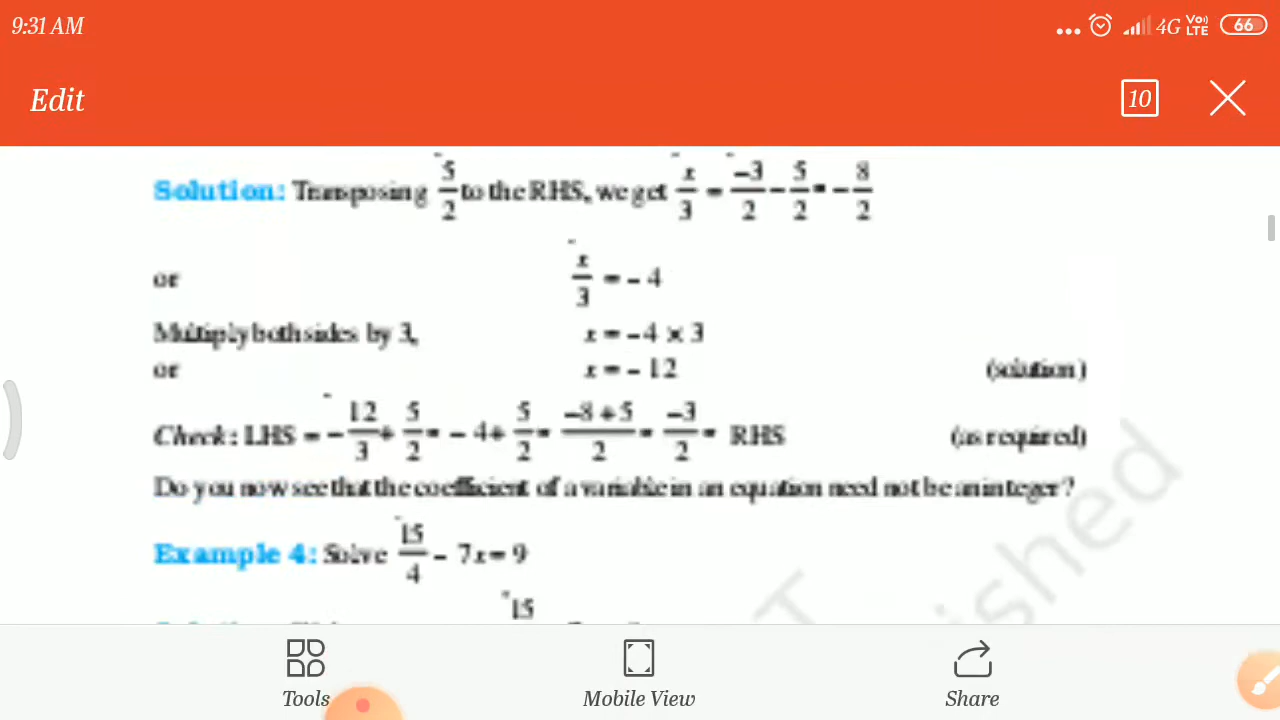 9:31 AM
4G Vo) LTE 66
Edit
10
Solution: Transposing 5/2 to the RHS, we get x/3 = -3/2 - 5/2 = - 8/2
or x/3 = - 4
Multiply both sides by 3, x = - 4 × 3
or x = - 12 (solution)
Check: LHS = - 12/3 + 5/2 = - 4 + 5/2 = -8 + 5/2 = -3/2 = RHS (as required)
Do you now see that the coefficient of a variable in an equation need not be an integer?
Example 4: Solve 15/4 - 7x = 9
15
Tools
Mobile View
Share